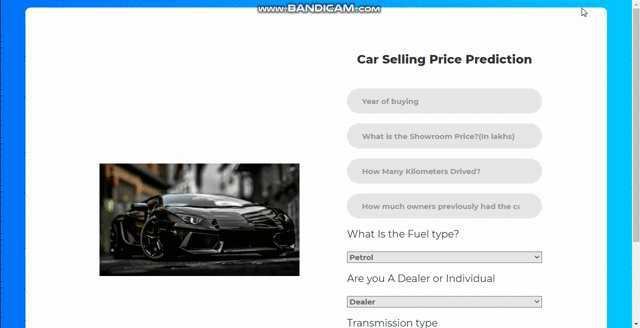 www.BANDICAM.com
Car Selling Price Prediction
Year of buying
What is the Showroom Price?(In lakhs)
How Many Kilometers Drived?
How much owners previously had the ca
What Is the Fuel type?
Petrol
Are you A Dealer or Individual
Dealer
Transmission type